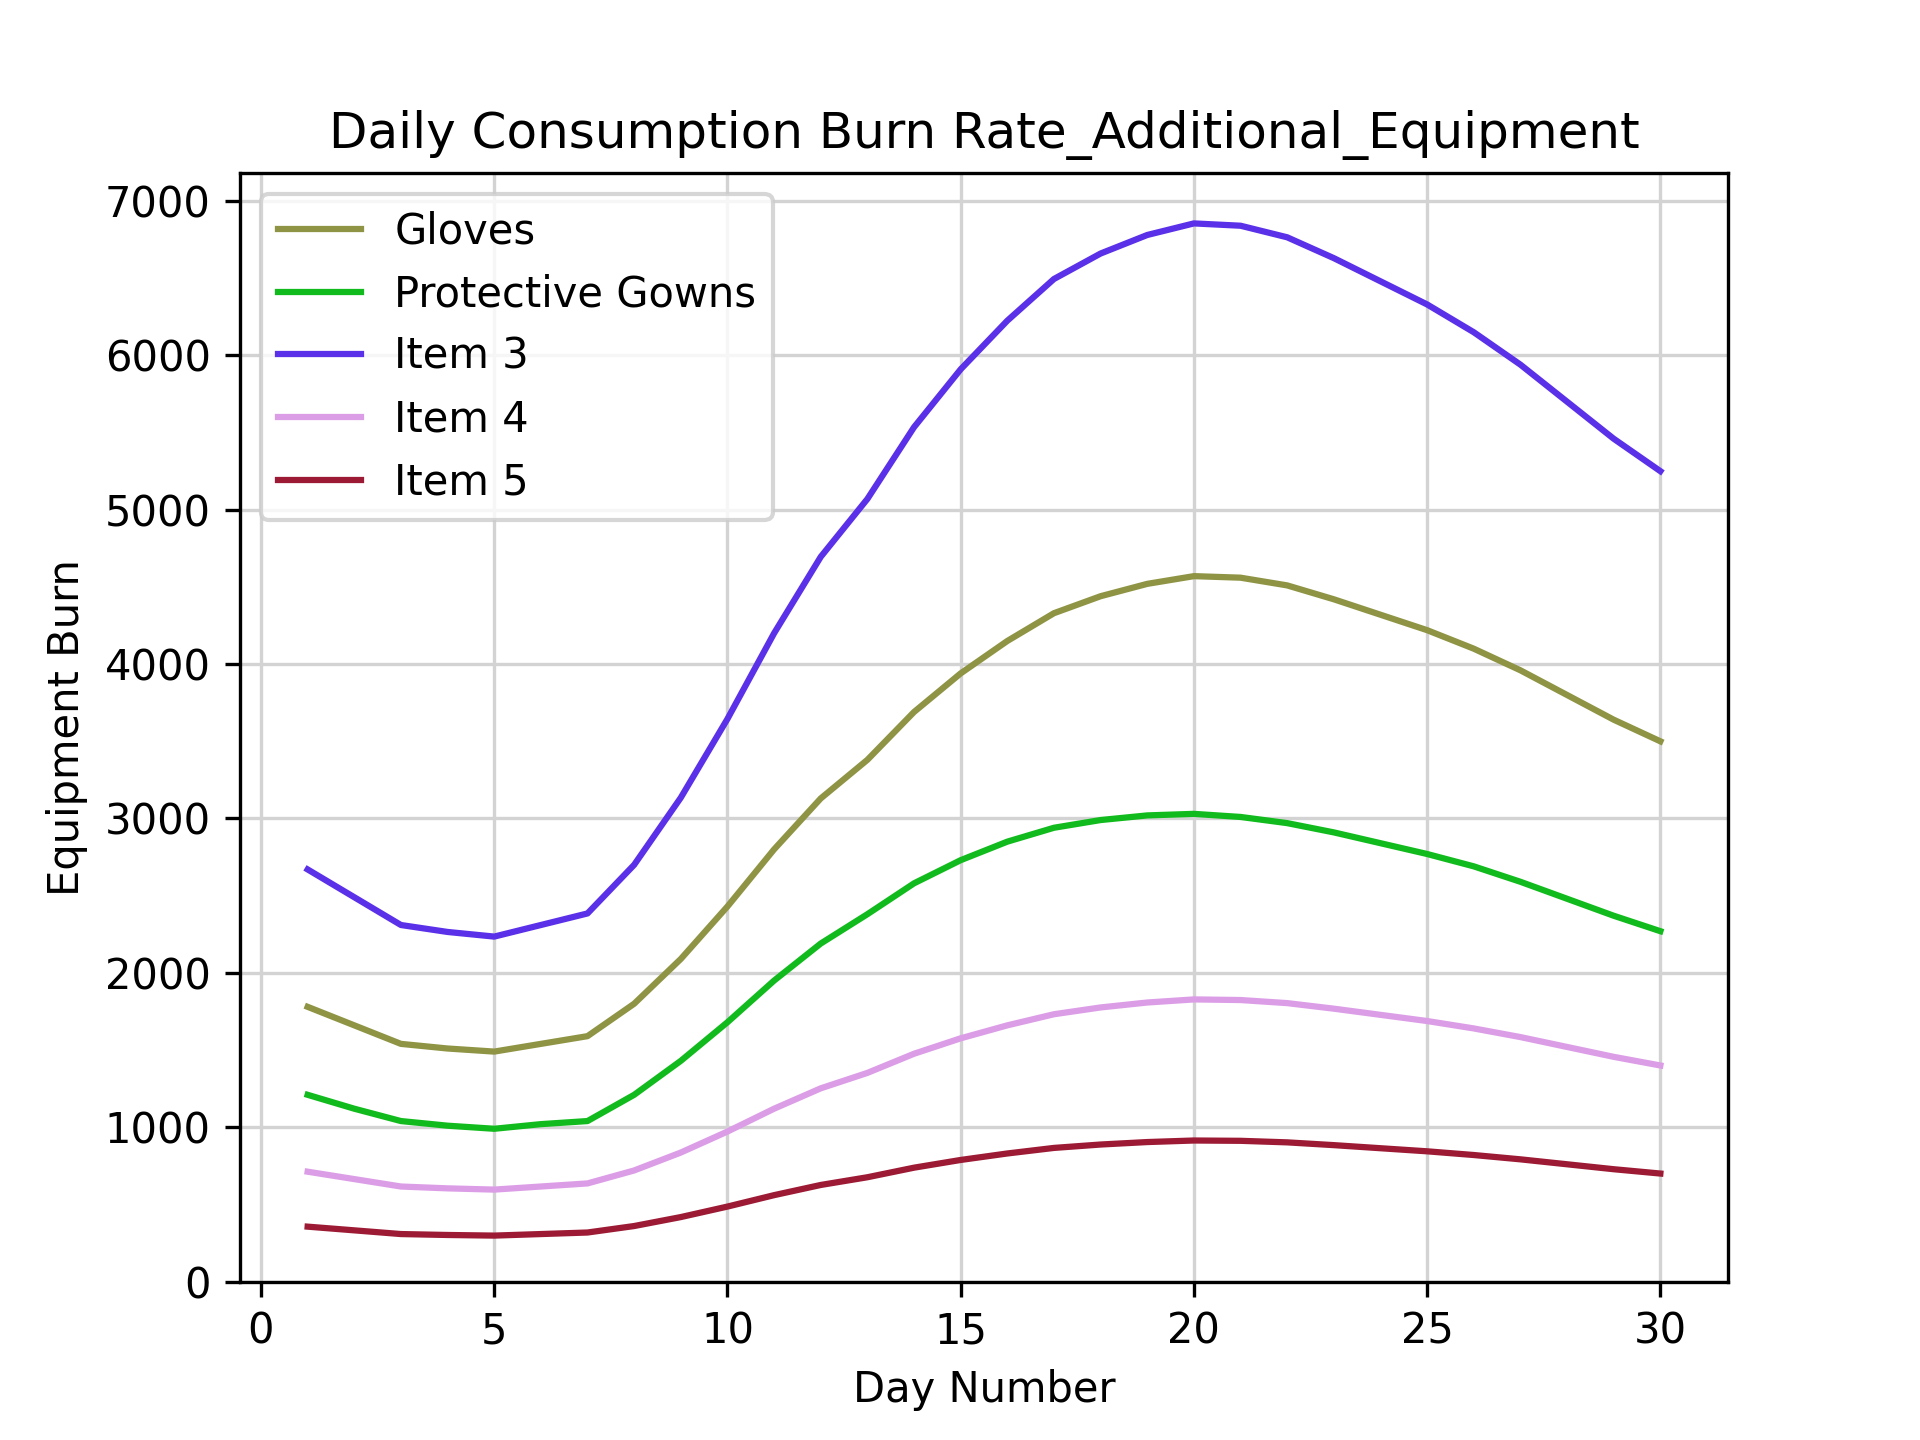 Daily Consumption Burn Rate_Additional_Equipment
7000
6000
5000
4000
3000
2000
1000
0
Equipment Burn
Gloves
Protective Gowns
Item 3
Item 4
Item 5
0 5 10 15 20 25 30
Day Number